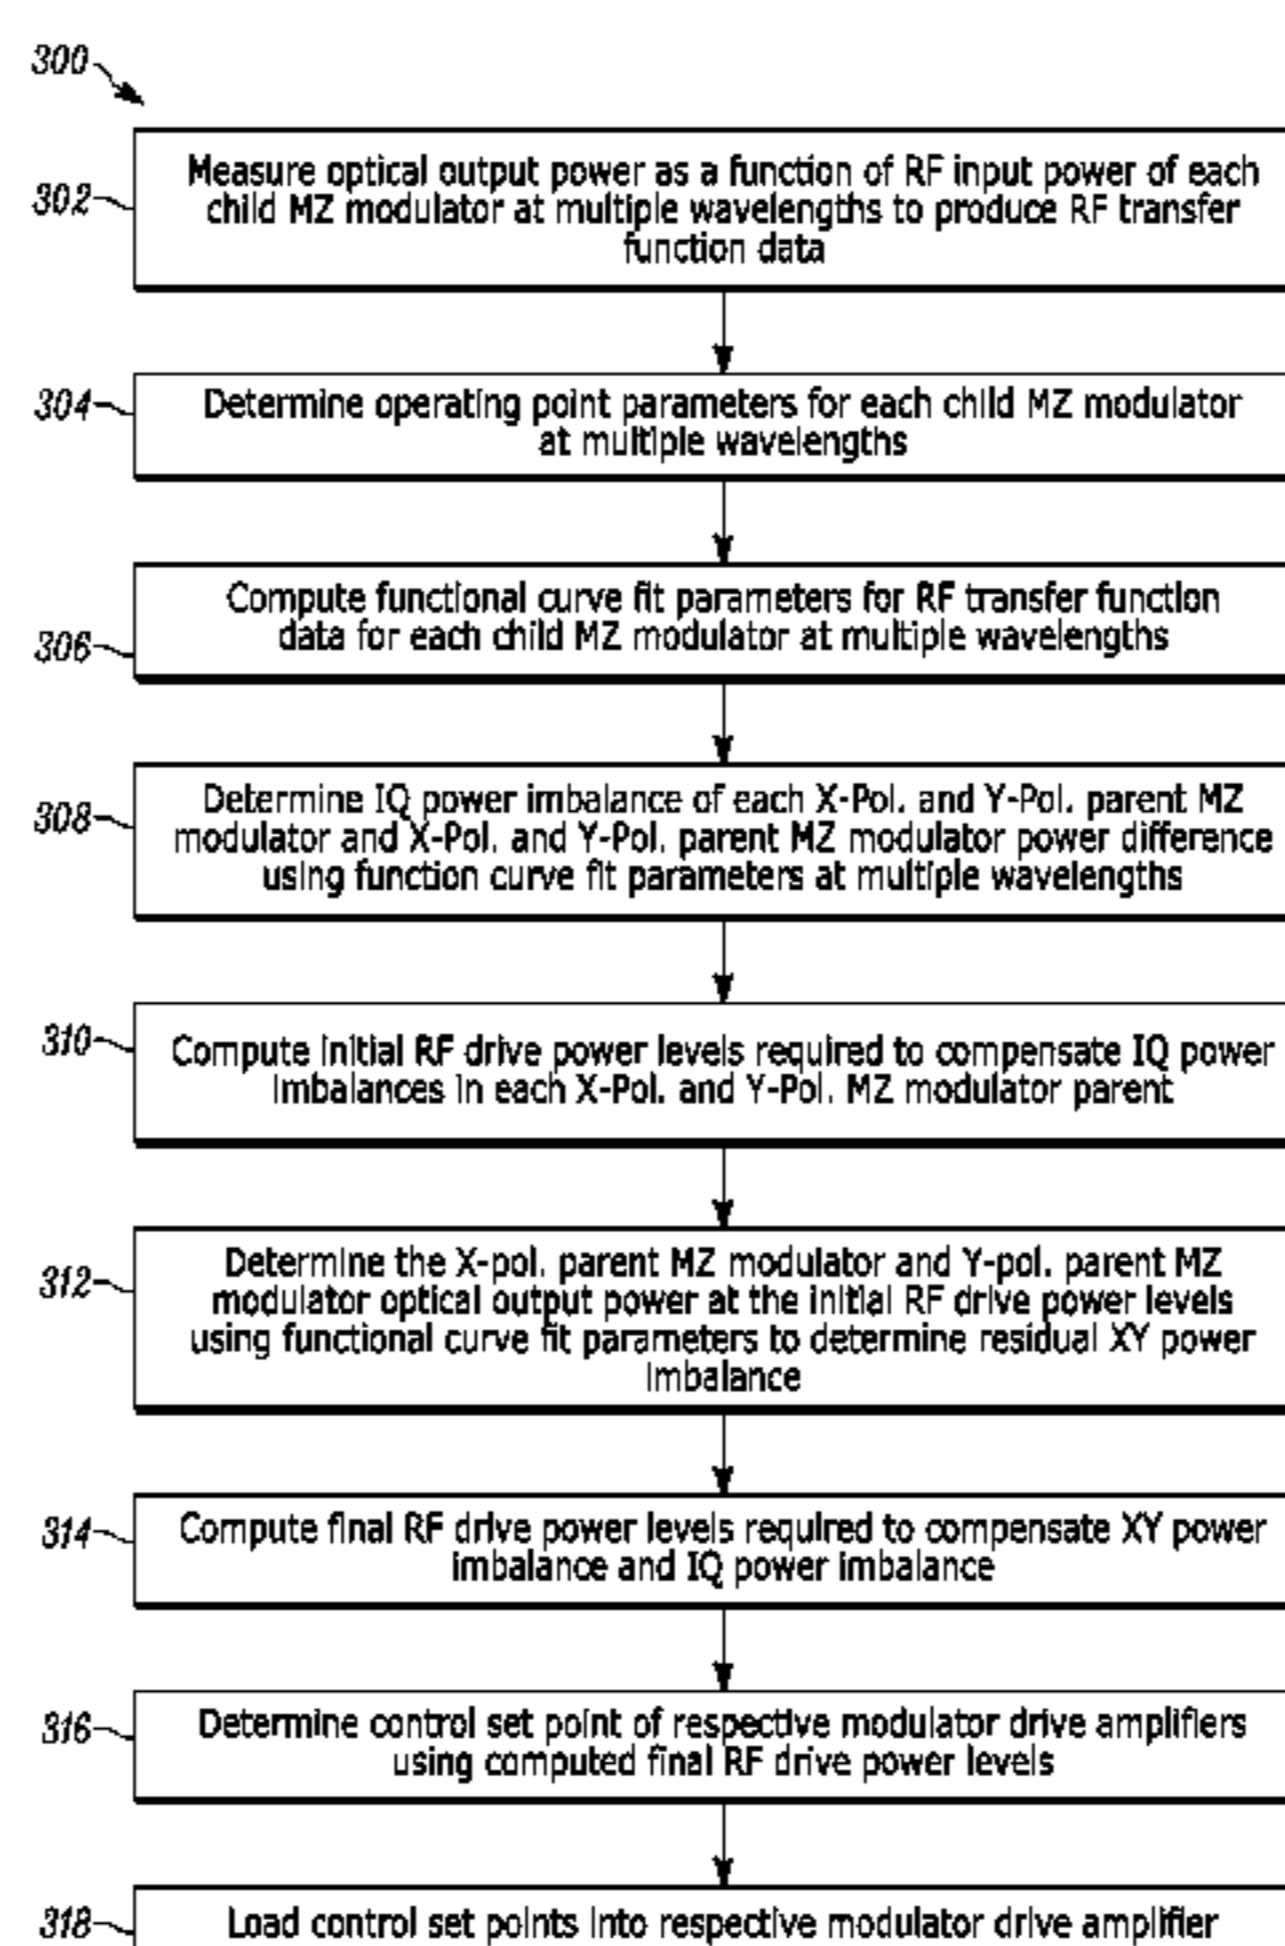 300
302
Measure optical output power as a function of RF input power of each
child MZ modulator at multiple wavelengths to produce RF transfer
function data
304
Determine operating point parameters for each child MZ modulator
at multiple wavelengths
306
Compute functional curve fit parameters for RF transfer function
data for each child MZ modulator at multiple wavelengths
308
Determine IQ power imbalance of each X-Pol. and Y-Pol. parent MZ
modulator and X-Pol. and Y-Pol. parent MZ modulator power difference
using function curve fit parameters at multiple wavelengths
310
Compute initial RF drive power levels required to compensate IQ power
imbalances in each X-Pol. and Y-Pol. MZ modulator parent
312
Determine the X-pol. parent MZ modulator and Y-pol. parent MZ
modulator optical output power at the initial RF drive power levels
using functional curve fit parameters to determine residual XY power
imbalance
314
Compute final RF drive power levels required to compensate XY power
imbalance and IQ power imbalance
316
Determine control set point of respective modulator drive amplifiers
using computed final RF drive power levels
318
Load control set points into respective modulator drive amplifier